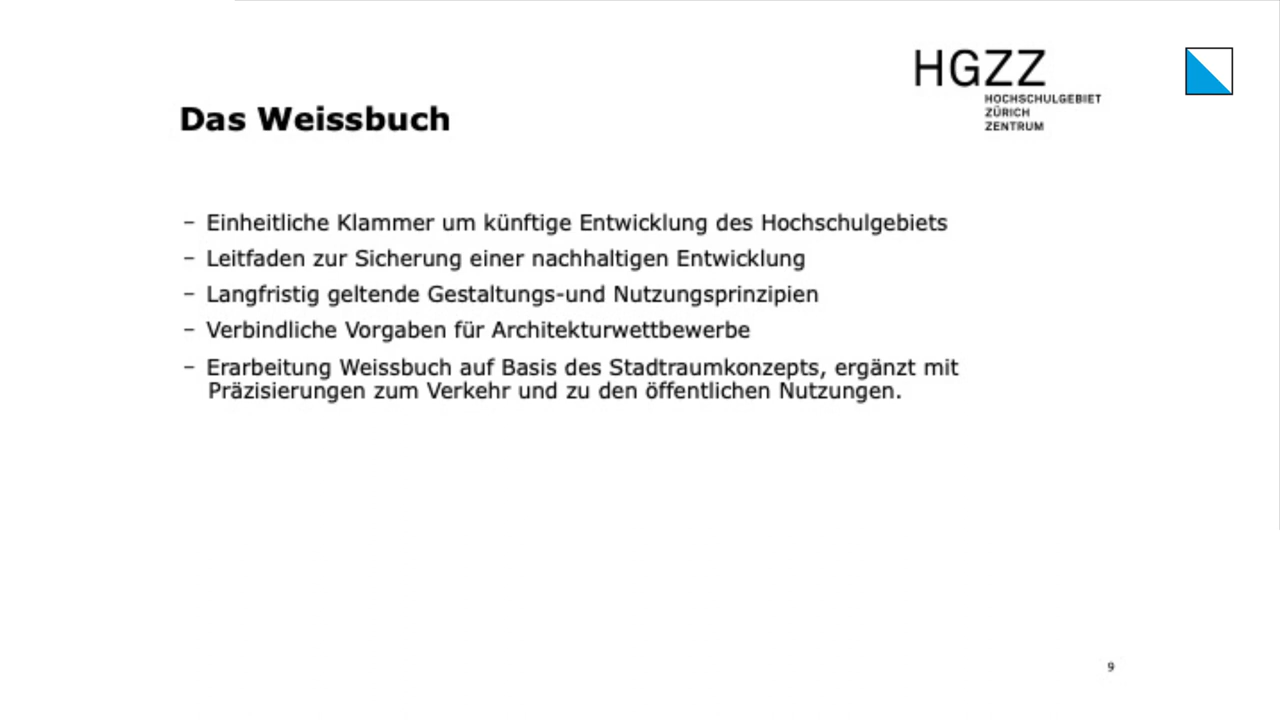 HGZZ
HOCHSCHULGEBIET
ZÜRICH
ZENTRUM
Das Weissbuch
– Einheitliche Klammer um künftige Entwicklung des Hochschulgebiets
– Leitfaden zur Sicherung einer nachhaltigen Entwicklung
– Langfristig geltende Gestaltungs-und Nutzungsprinzipien
– Verbindliche Vorgaben für Architekturwettbewerbe
– Erarbeitung Weissbuch auf Basis des Stadtraumkonzepts, ergänzt mit
Präzisierungen zum Verkehr und zu den öffentlichen Nutzungen.
9